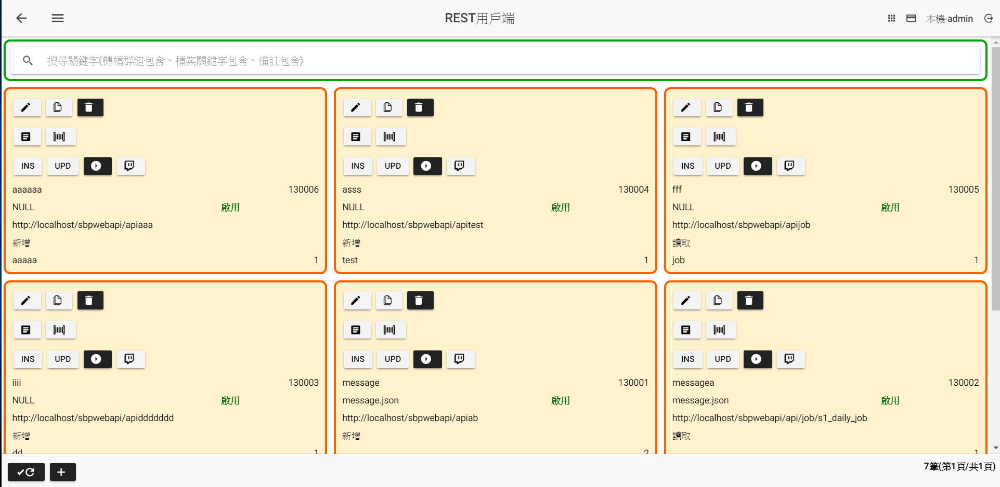 REST用戶端
本機-admin
搜尋關鍵字(轉檔群組包含、檔案關鍵字包含、備註包含)
INS UPD
aaaaaa 130006
NULL 啟用
http://localhost/sbpwebapi/apiaaa
新增
aaaaa 1
INS UPD
asss 130004
NULL 啟用
http://localhost/sbpwebapi/apitest
新增
test 1
INS UPD
fff 130005
NULL 啟用
http://localhost/sbpwebapi/apijob
讀取
job 1
INS UPD
iiii 130003
NULL 啟用
http://localhost/sbpwebapi/apiddddddd
新增
dd 1
INS UPD
message 130001
message.json 啟用
http://localhost/sbpwebapi/apiab
新增
2
INS UPD
messagea 130002
message.json 啟用
http://localhost/sbpwebapi/api/job/s1_daily_job
讀取
1
7筆(第1頁/共1頁)